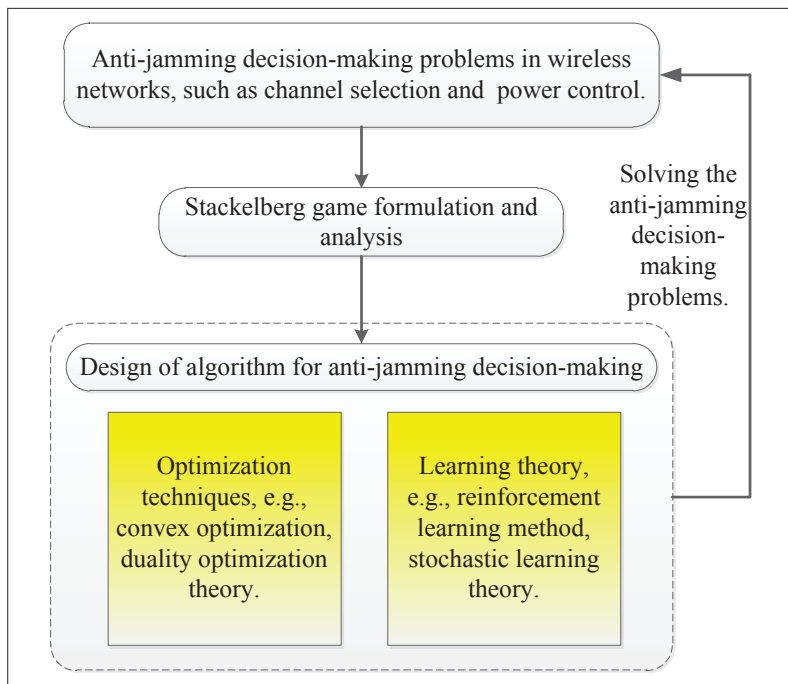 Anti-jamming decision-making problems in wireless
networks, such as channel selection and power control.
Stackelberg game formulation and
analysis
Solving the
anti-jamming
decision-
making
problems.
Design of algorithm for anti-jamming decision-making
Optimization
techniques, e.g.,
convex optimization,
duality optimization
theory.
Learning theory,
e.g., reinforcement
learning method,
stochastic learning
theory.